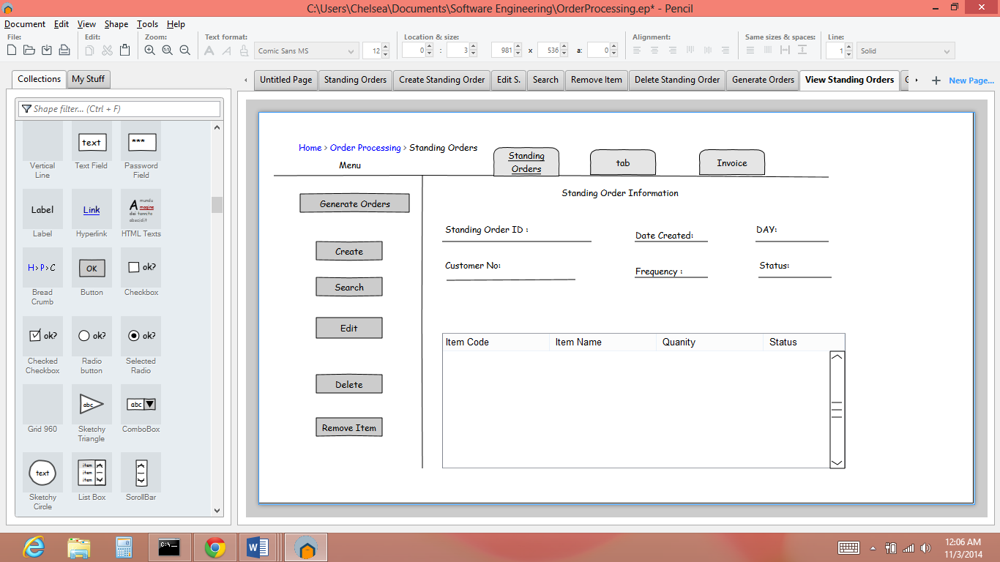 C:\Users\Chelsea\Documents\Software Engineering\OrderProcessing.ep* - Pencil
Document Edit View Shape Tools Help
File: Edit: Zoom: Text format: Location & size: Alignment: Same sizes & spaces: Line:
1:1 A A Comic Sans MS 12 0 : 3 981 x 536 a: 0 1 Solid
Collections My Stuff
Untitled Page Standing Orders Create Standing Order Edit S. Search Remove Item Delete Standing Order Generate Orders View Standing Orders New Page...
Shape filter... (Ctrl + F)
text ***
Vertical Line
Text Field
Password Field
Label Link A mundu magine dei tannito abacidit
Label Hyperlink HTML Texts
H>P>C OK ok?
Bread Crumb
Button
Checkbox
ok? ok? ok?
Checked Checkbox
Radio button
Selected Radio
abc abc
Grid 960
Sketchy Triangle
ComboBox
text item item item
Sketchy Circle
List Box
ScrollBar
Home > Order Processing > Standing Orders
Menu
Standing Orders
tab
Invoice
Generate Orders
Create
Search
Edit
Delete
Remove Item
Standing Order Information
Standing Order ID :
Date Created:
DAY:
Customer No:
Frequency :
Status:
Item Code Item Name Quanity Status
12:06 AM
11/3/2014